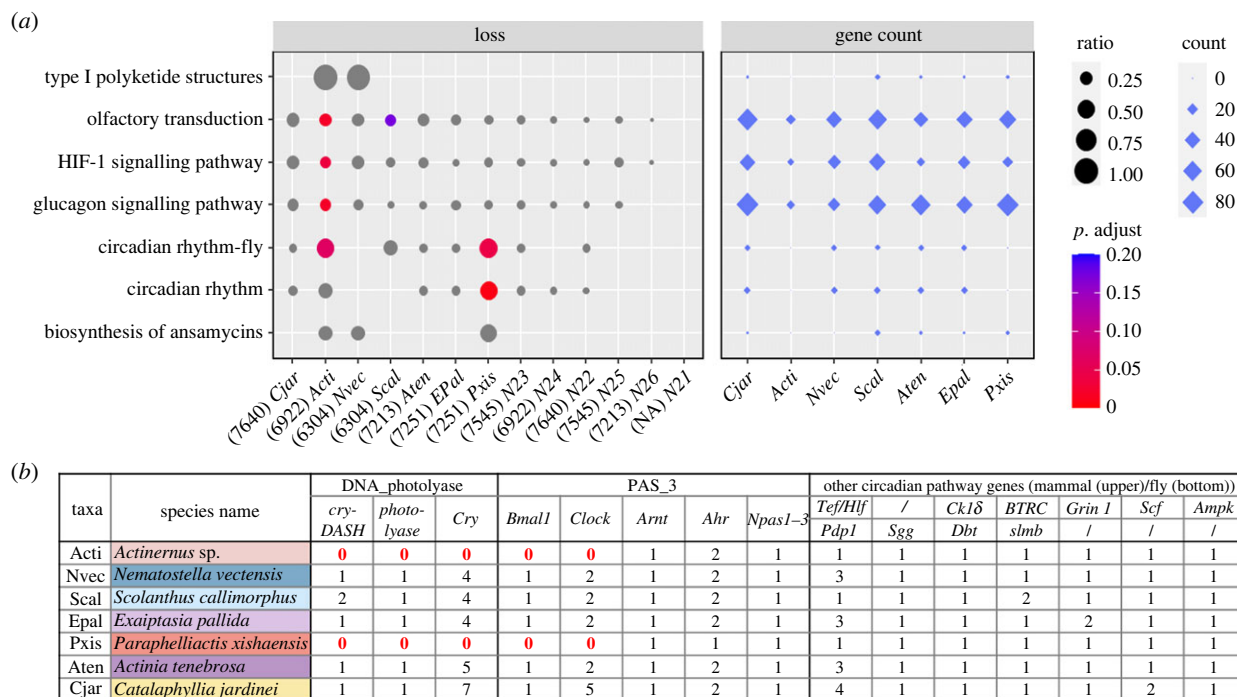 (a)
loss
gene count
type I polyketide structures
olfactory transduction
HIF-1 signalling pathway
glucagon signalling pathway
circadian rhythm-fly
circadian rhythm
biosynthesis of ansamycins
(7640) Cjar
(6922) Acti
(6304) Nvec
(6304) Scal
(7213) Aten
(7251) EPal
(7251) Pxis
(7545) N23
(6922) N24
(7640) N22
(7545) N25
(7213) N26
(NA) N21
Cjar
Acti
Nvec
Scal
Aten
Epal
Pxis
ratio
0.25
0.50
0.75
1.00
count
0
20
40
60
80
p. adjust
0.20
0.15
0.10
0.05
0
(b)
taxa species name DNA_photolyase PAS_3 other circadian pathway genes (mammal (upper)/fly (bottom))
cry-DASH photo-lyase Cry Bmal1 Clock Arnt Ahr Npas1–3 Tef/Hlf / Ck1δ BTRC Grin 1 Scf Ampk
Pdp1 Sgg Dbt slmb / / /
Acti Actinernus sp. 0 0 0 0 0 1 2 1 1 1 1 1 1 1 1
Nvec Nematostella vectensis 1 1 4 1 2 1 2 1 3 1 1 1 1 1 1
Scal Scolanthus callimorphus 2 1 4 1 2 1 2 1 1 1 1 2 1 1 1
Epal Exaiptasia pallida 1 1 4 1 2 1 2 1 3 1 1 1 2 1 1
Pxis Paraphelliactis xishaensis 0 0 0 0 0 1 1 1 1 1 1 1 1 1 1
Aten Actinia tenebrosa 1 1 5 1 2 1 2 1 3 1 1 1 1 1 1
Cjar Catalaphyllia jardinei 1 1 7 1 5 1 2 1 4 1 1 1 1 2 1